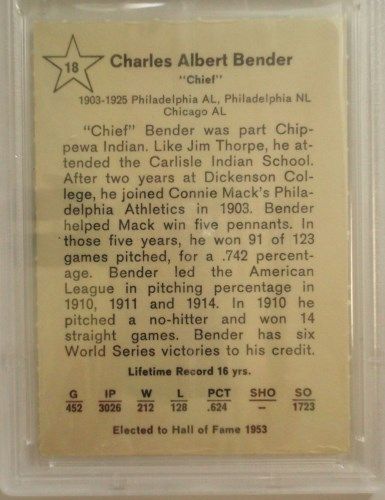 18
Charles Albert Bender
"Chief"
1903-1925 Philadelphia AL, Philadelphia NL
Chicago AL
"Chief" Bender was part Chip-
pewa Indian. Like Jim Thorpe, he at-
tended the Carlisle Indian School.
After two years at Dickenson Col-
lege, he joined Connie Mack's Phila-
delphia Athletics in 1903. Bender
helped Mack win five pennants. In
those five years, he won 91 of 123
games pitched, for a .742 percent-
age. Bender led the American
League in pitching percentage in
1910, 1911 and 1914. In 1910 he
pitched a no-hitter and won 14
straight games. Bender has six
World Series victories to his credit.
Lifetime Record 16 yrs.
G IP W L PCT SHO SO
452 3026 212 128 .624 – 1723
Elected to Hall of Fame 1953